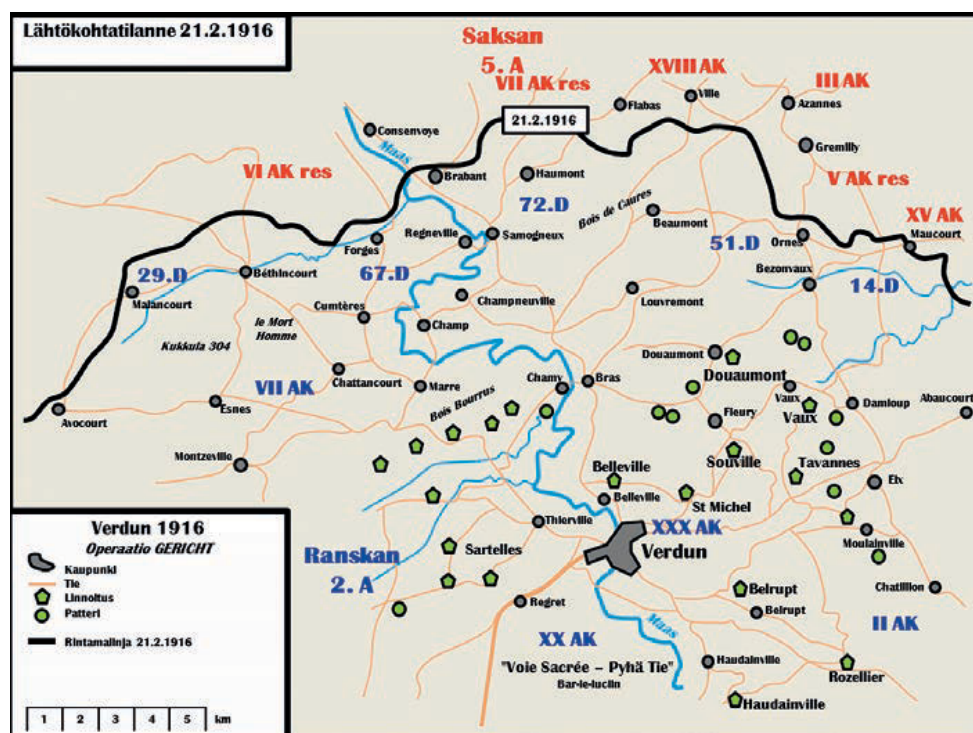 Lähtökohtatilanne 21.2.1916
Saksan
5. A
VII AK res
XVIII AK
III AK
Flabas
Ville
Azannes
21.2.1916
Consenvoye
Maas
Gremilly
VI AK res
Brabant
Haumont
V AK res
72.D
Bois de Caures
Beaumont
XV AK
Forges
Regneville
Samogneux
51.D
Ornes
Maucourt
29.D
Béthincourt
67.D
Bezonvaux
14.D
Malancourt
Champneuville
Louvremont
Cumtères
le Mort
Homme
Champ
Kukkula 304
Douaumont
Douaumont
Chattancourt
VII AK
Marre
Charny
Bras
Vaux
Vaux
Damloup
Abaucourt
Avocourt
Esnes
Bois Bourrus
Fleury
Montzeville
Belleville
Souville
Tavannes
Eix
Belleville
St Michel
Thierville
XXX AK
Verdun
Moulainville
Verdun 1916
Operaatio GERICHT
Kaupunki
Tie
Linnoitus
Patteri
Rintamalinja 21.2.1916
1 2 3 4 5 km
Ranskan
2. A
Sartelles
Regret
Belrupt
Belrupt
Chatillion
XX AK
Maas
II AK
"Voie Sacrée – Pyhä Tie"
Bar-le-luclin
Haudainville
Rozellier
Haudainville